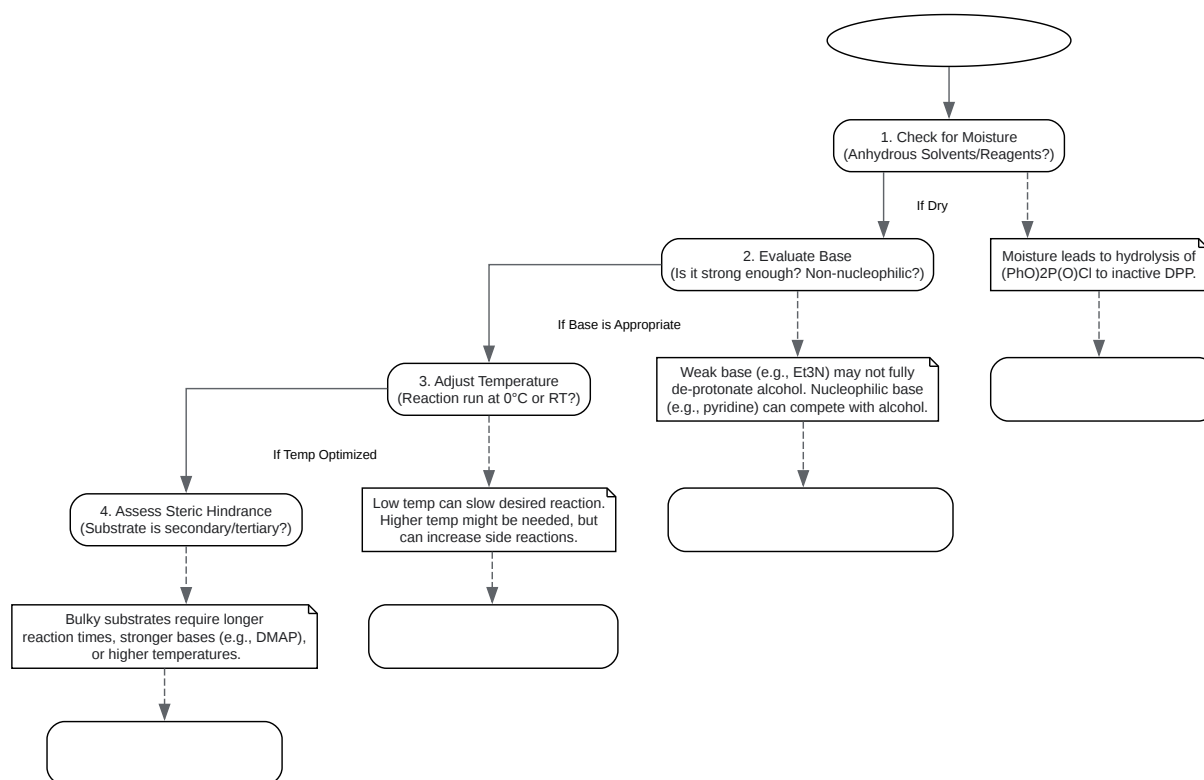 1. Check for Moisture
(Anhydrous Solvents/Reagents?)
If Dry
2. Evaluate Base
(Is it strong enough? Non-nucleophilic?)
Moisture leads to hydrolysis of
(PhO)2P(O)Cl to inactive DPP.
If Base is Appropriate
3. Adjust Temperature
(Reaction run at 0°C or RT?)
Weak base (e.g., Et3N) may not fully
de-protonate alcohol. Nucleophilic base
(e.g., pyridine) can compete with alcohol.
If Temp Optimized
4. Assess Steric Hindrance
(Substrate is secondary/tertiary?)
Low temp can slow desired reaction.
Higher temp might be needed, but
can increase side reactions.
Bulky substrates require longer
reaction times, stronger bases (e.g., DMAP),
or higher temperatures.